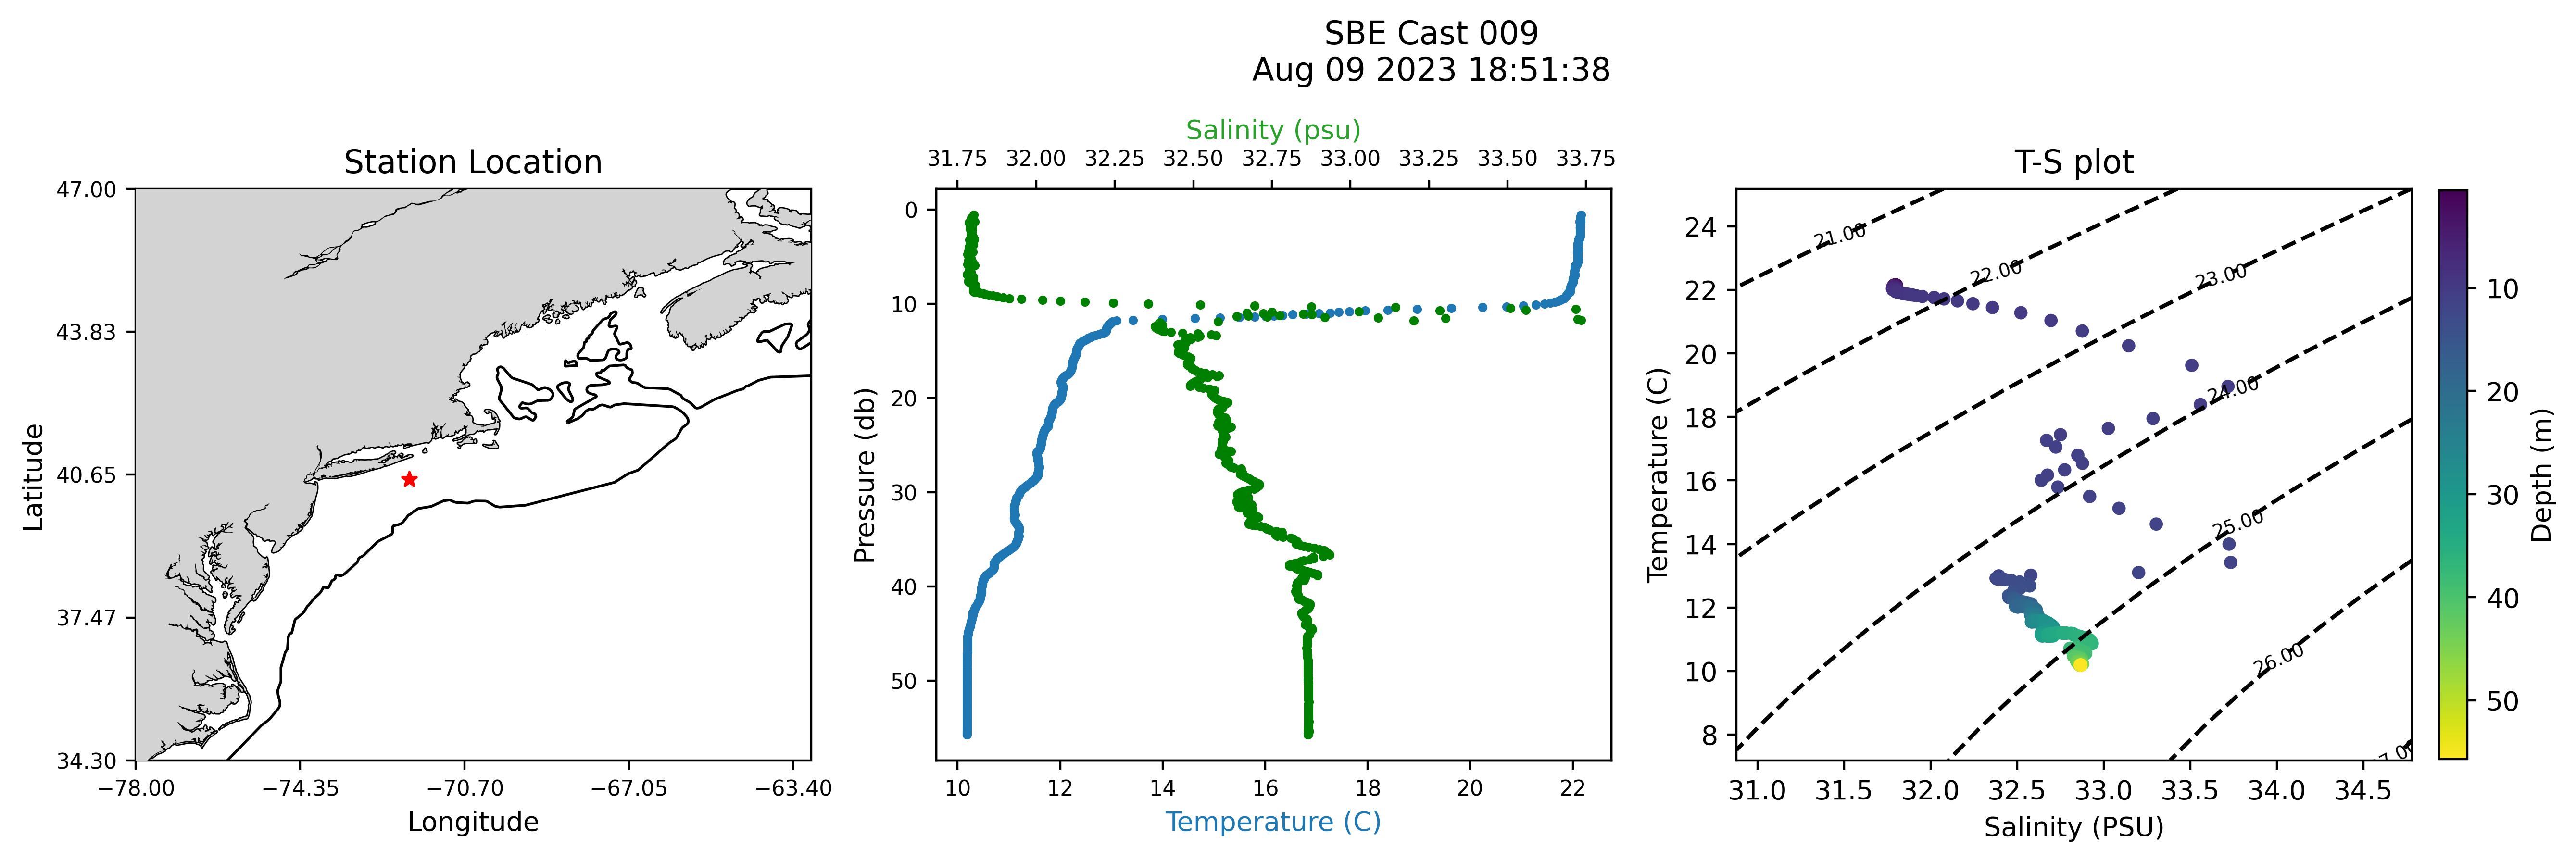 SBE Cast 009
Aug 09 2023 18:51:38
Station Location
47.00
43.83
40.65
37.47
34.30
Latitude
−78.00 −74.35 −70.70 −67.05 −63.40
Longitude
Salinity (psu)
31.75 32.00 32.25 32.50 32.75 33.00 33.25 33.50 33.75
0
10
20
30
40
50
Pressure (db)
10 12 14 16 18 20 22
Temperature (C)
T-S plot
24
22
20
18
16
14
12
10
8
Temperature (C)
21.00
22.00
23.00
24.00
25.00
26.00
31.0 31.5 32.0 32.5 33.0 33.5 34.0 34.5
Salinity (PSU)
10
20
30
40
50
Depth (m)